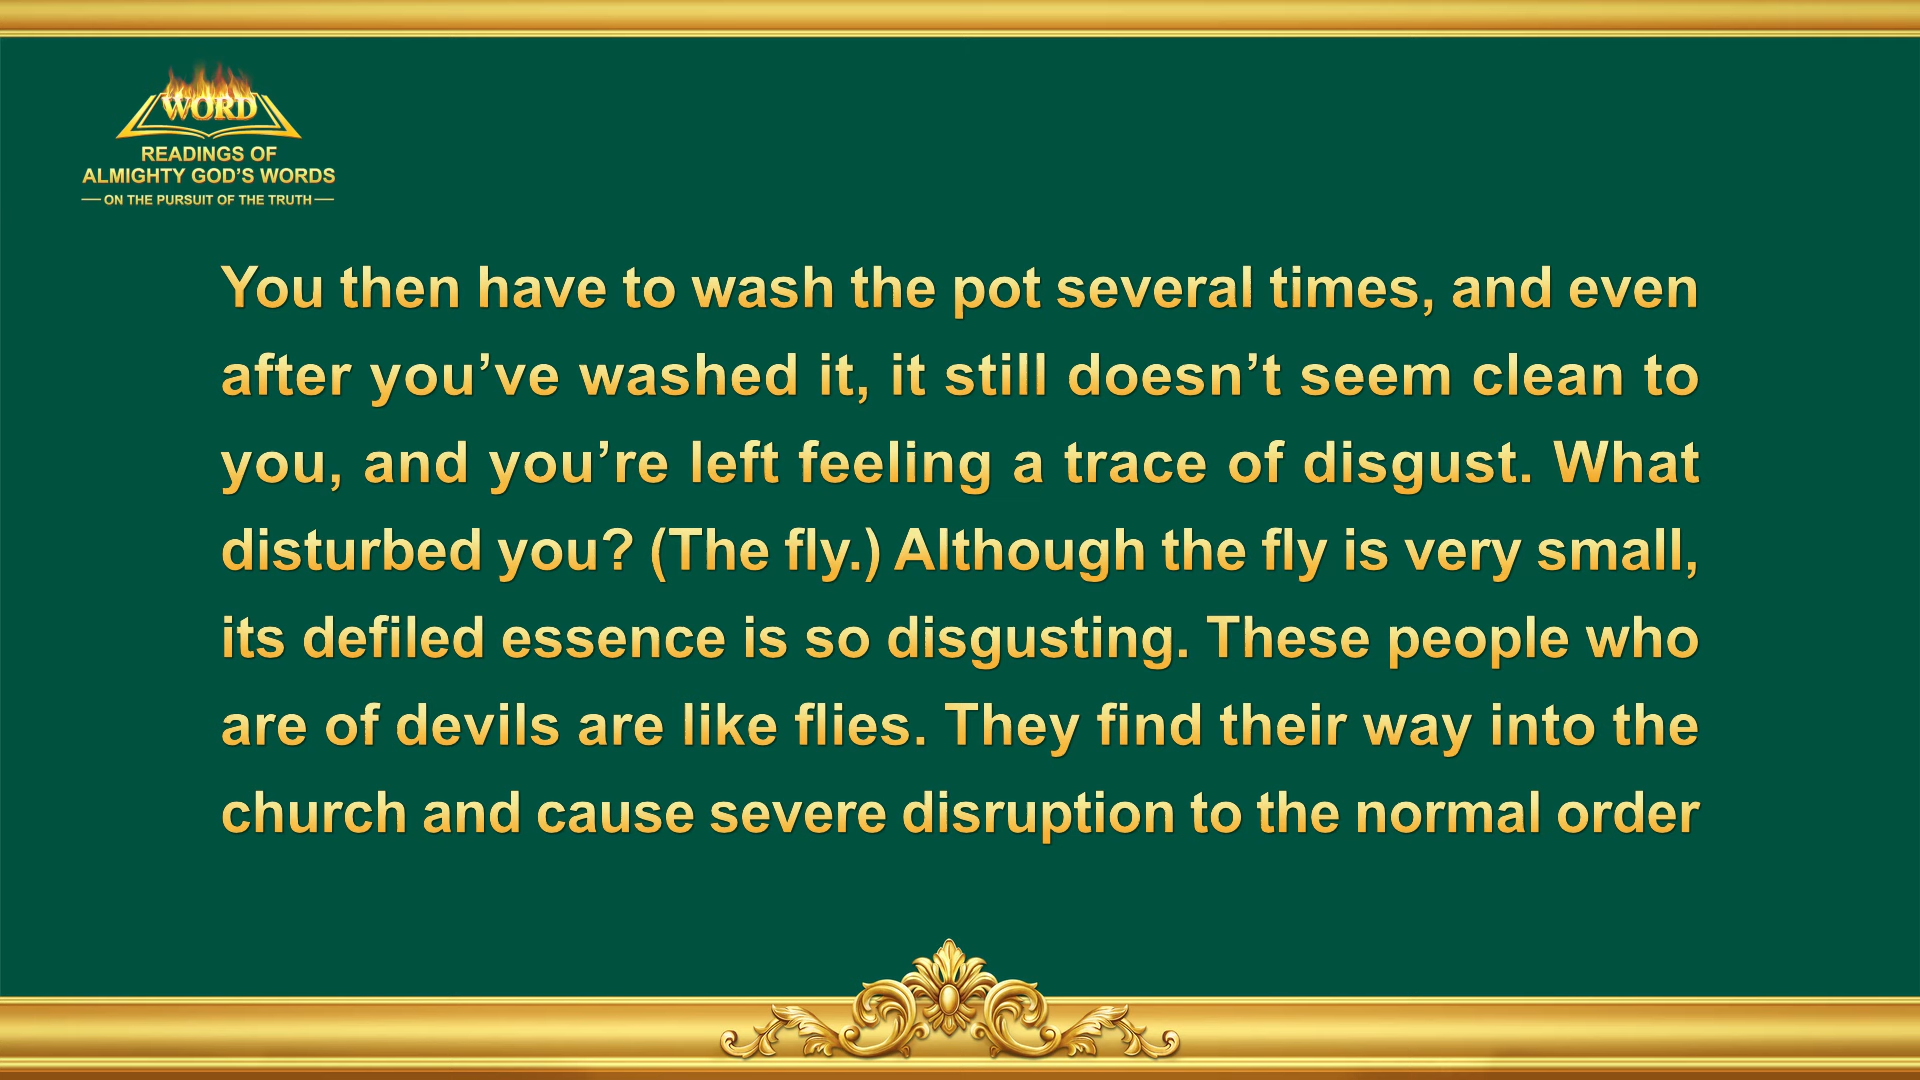 WORD
READINGS OF
ALMIGHTY GOD’S WORDS
— ON THE PURSUIT OF THE TRUTH —
You then have to wash the pot several times, and even
after you’ve washed it, it still doesn’t seem clean to
you, and you’re left feeling a trace of disgust. What
disturbed you? (The fly.) Although the fly is very small,
its defiled essence is so disgusting. These people who
are of devils are like flies. They find their way into the
church and cause severe disruption to the normal order